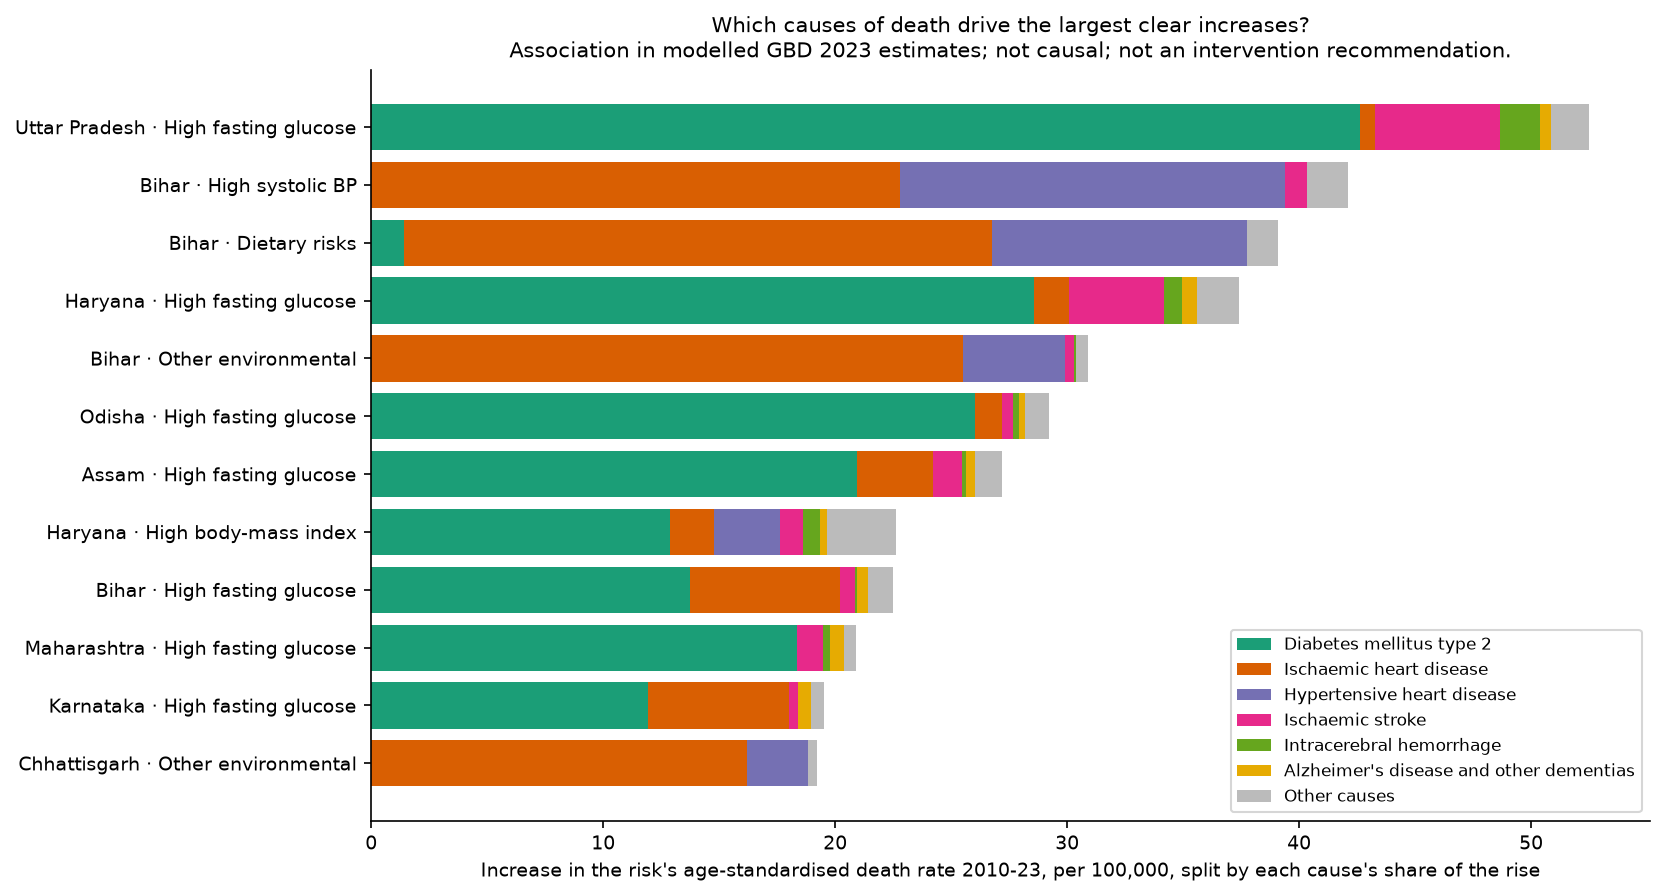 Which causes of death drive the largest clear increases?
Association in modelled GBD 2023 estimates; not causal; not an intervention recommendation.
Uttar Pradesh · High fasting glucose
Bihar · High systolic BP
Bihar · Dietary risks
Haryana · High fasting glucose
Bihar · Other environmental
Odisha · High fasting glucose
Assam · High fasting glucose
Haryana · High body-mass index
Bihar · High fasting glucose
Maharashtra · High fasting glucose
Karnataka · High fasting glucose
Chhattisgarh · Other environmental
Diabetes mellitus type 2
Ischaemic heart disease
Hypertensive heart disease
Ischaemic stroke
Intracerebral hemorrhage
Alzheimer's disease and other dementias
Other causes
0 10 20 30 40 50
Increase in the risk's age-standardised death rate 2010-23, per 100,000, split by each cause's share of the rise